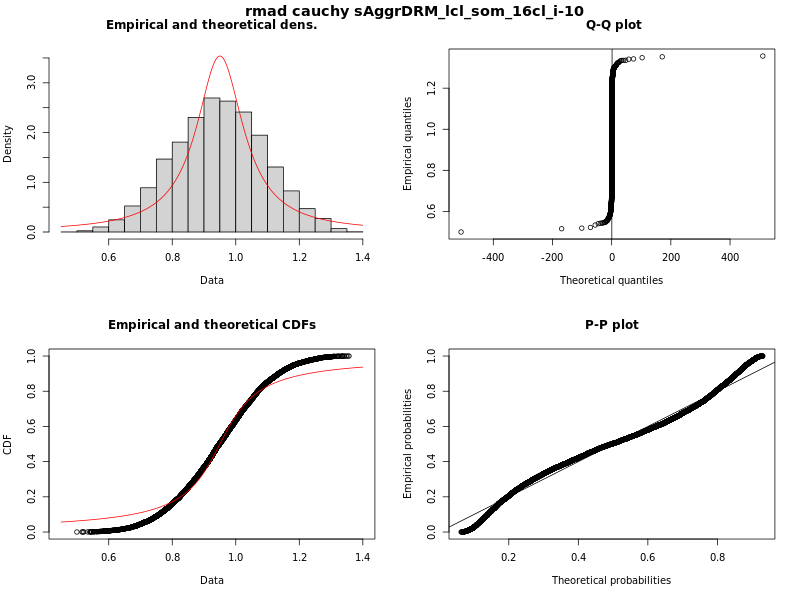 rmad cauchy sAggrDRM_lcl_som_16cl_i-10
Empirical and theoretical dens.
Density
0.0 1.0 2.0 3.0
0.6 0.8 1.0 1.2 1.4
Data
Q-Q plot
Empirical quantiles
0.6 0.8 1.0 1.2
-400 -200 0 200 400
Theoretical quantiles
Empirical and theoretical CDFs
CDF
0.0 0.2 0.4 0.6 0.8 1.0
0.6 0.8 1.0 1.2 1.4
Data
P-P plot
Empirical probabilities
0.0 0.2 0.4 0.6 0.8 1.0
0.2 0.4 0.6 0.8
Theoretical probabilities